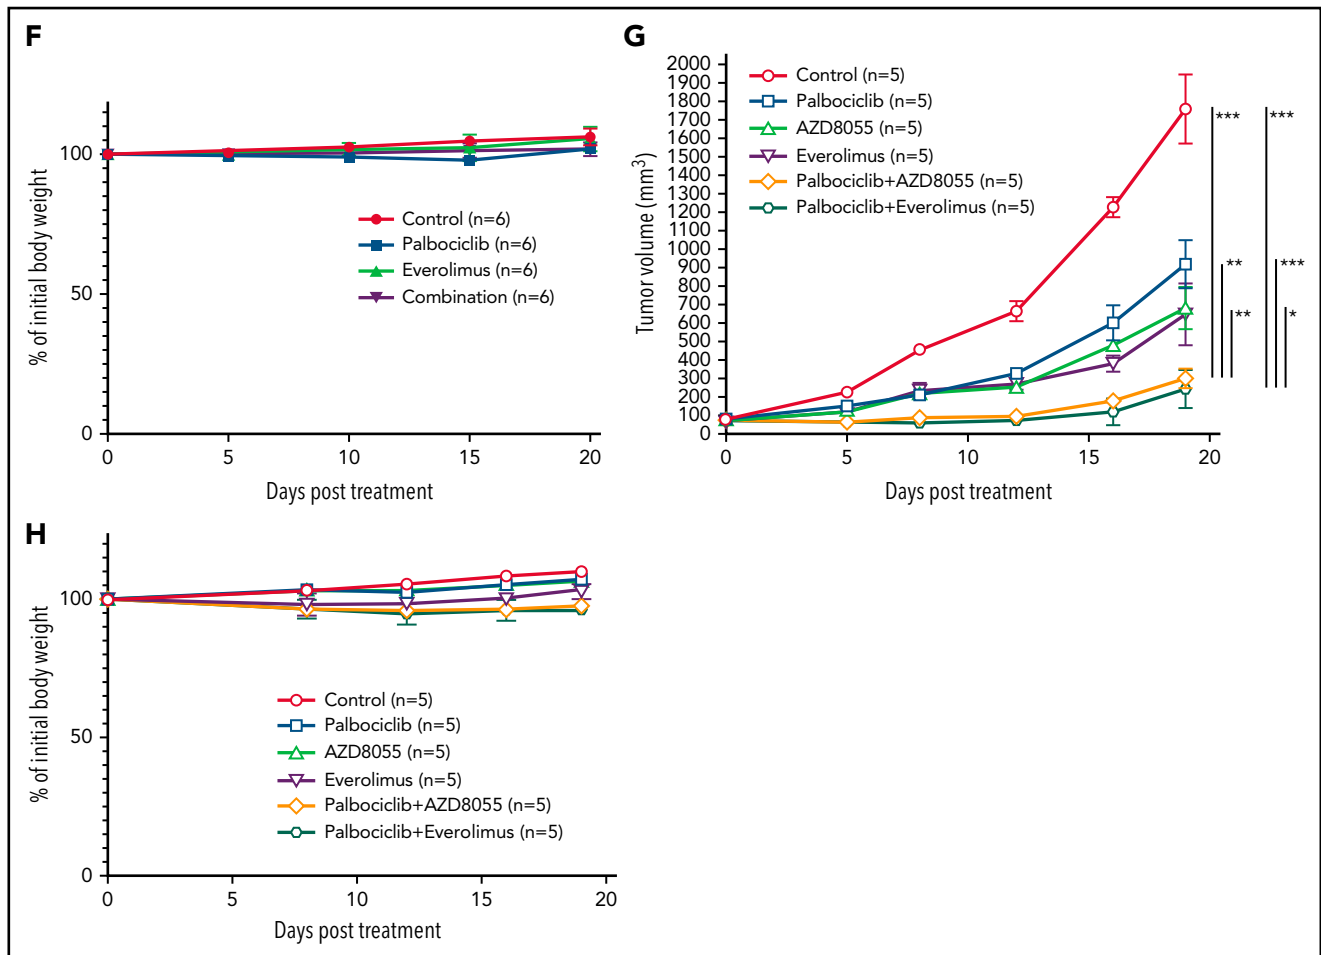 F
% of initial body weight
100
50
0
0 5 10 15 20
Days post treatment
Control (n=6)
Palbociclib (n=6)
Everolimus (n=6)
Combination (n=6)
G
Tumor volume (mm³)
2000
1900
1800
1700
1600
1500
1400
1300
1200
1100
1000
900
800
700
600
500
400
300
200
100
0
0 5 10 15 20
Days post treatment
Control (n=5)
Palbociclib (n=5)
AZD8055 (n=5)
Everolimus (n=5)
Palbociclib+AZD8055 (n=5)
Palbociclib+Everolimus (n=5)
*** ***
** ***
** *
H
% of initial body weight
100
50
0
0 5 10 15 20
Days post treatment
Control (n=5)
Palbociclib (n=5)
AZD8055 (n=5)
Everolimus (n=5)
Palbociclib+AZD8055 (n=5)
Palbociclib+Everolimus (n=5)